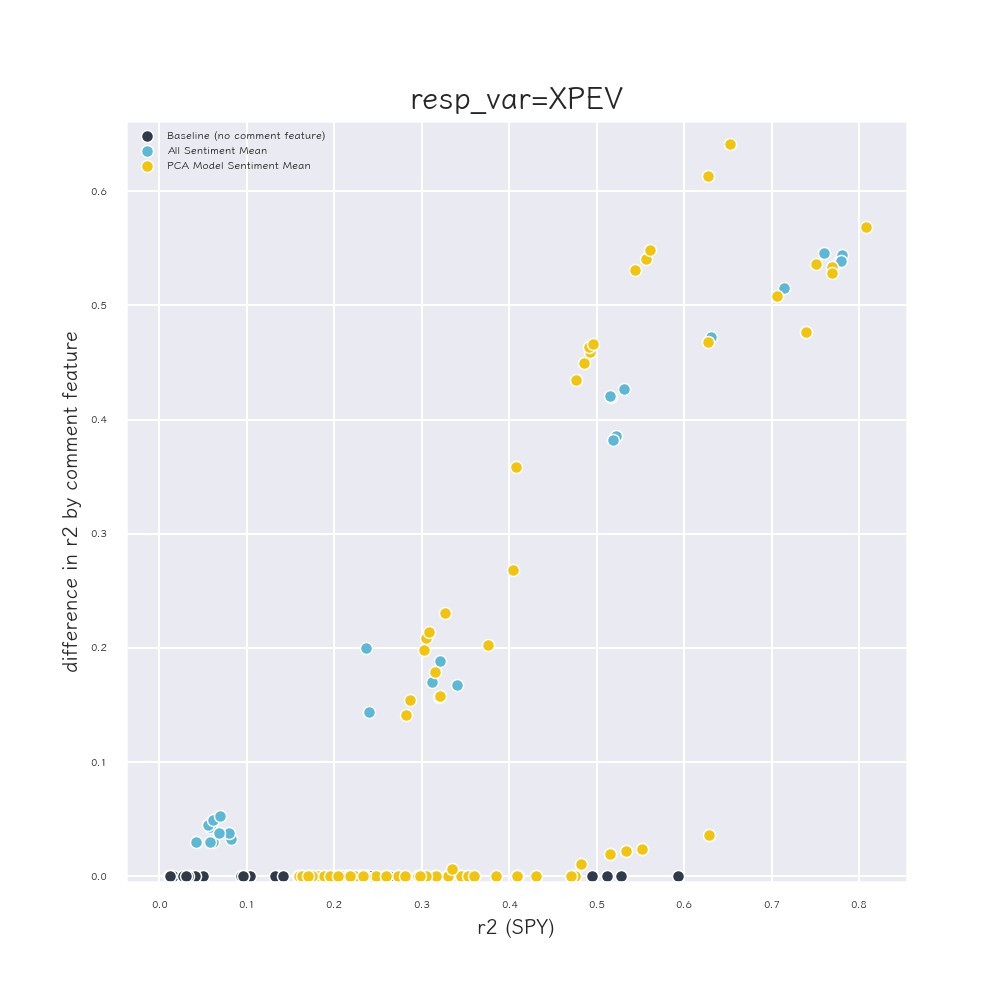 resp_var=XPEV
Baseline (no comment feature)
All Sentiment Mean
PCA Model Sentiment Mean
0.6
0.5
0.4
0.3
0.2
0.1
0.0
difference in r2 by comment feature
0.0 0.1 0.2 0.3 0.4 0.5 0.6 0.7 0.8
r2 (SPY)